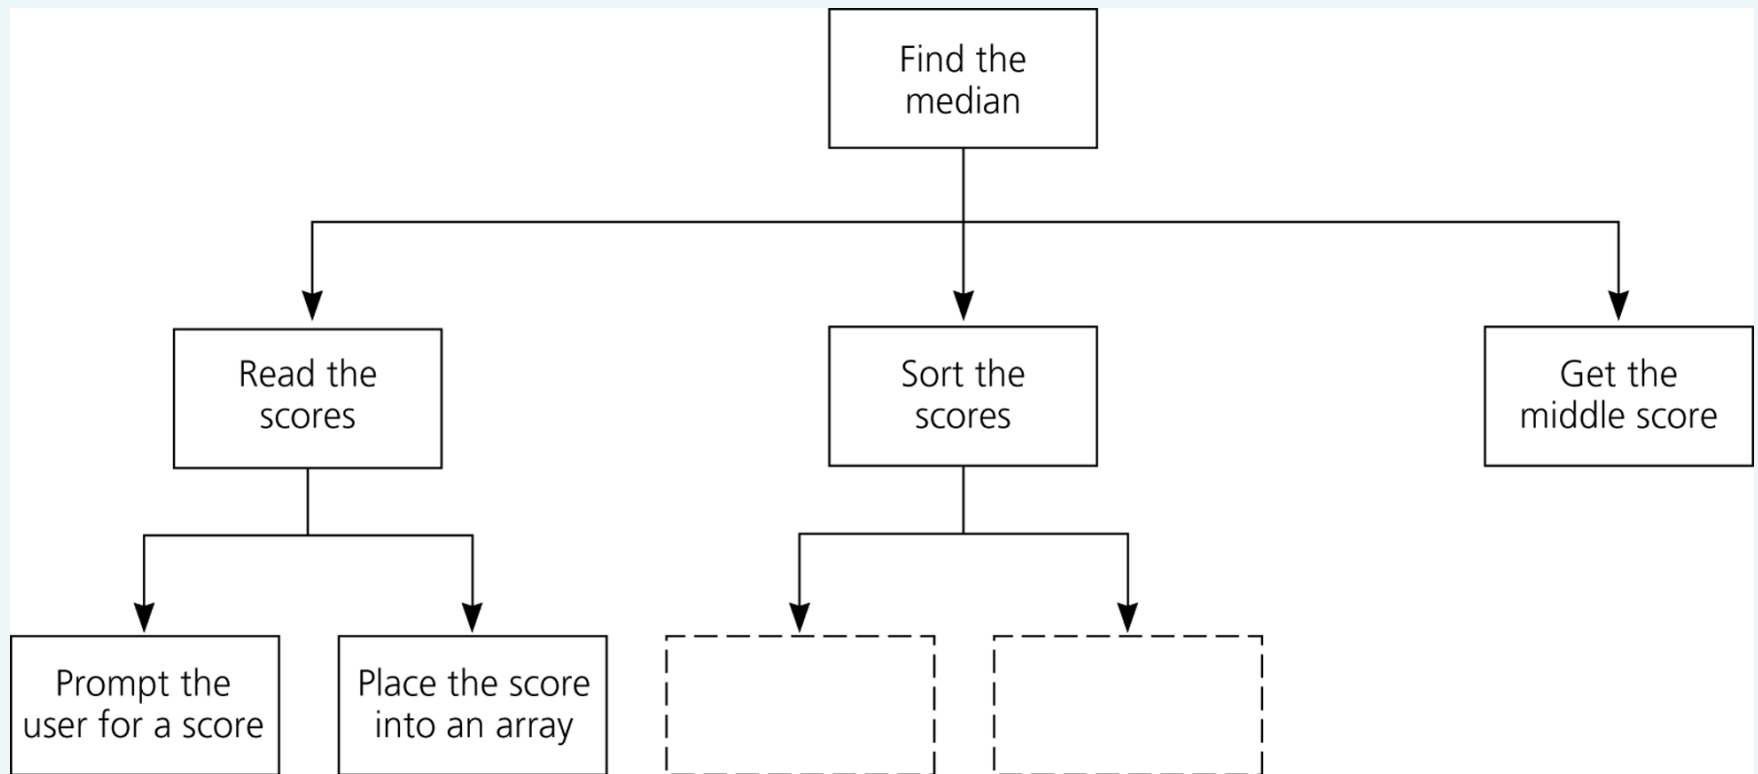 Find the
median
Read the
scores
Sort the
scores
Get the
middle score
Prompt the
user for a score
Place the score
into an array